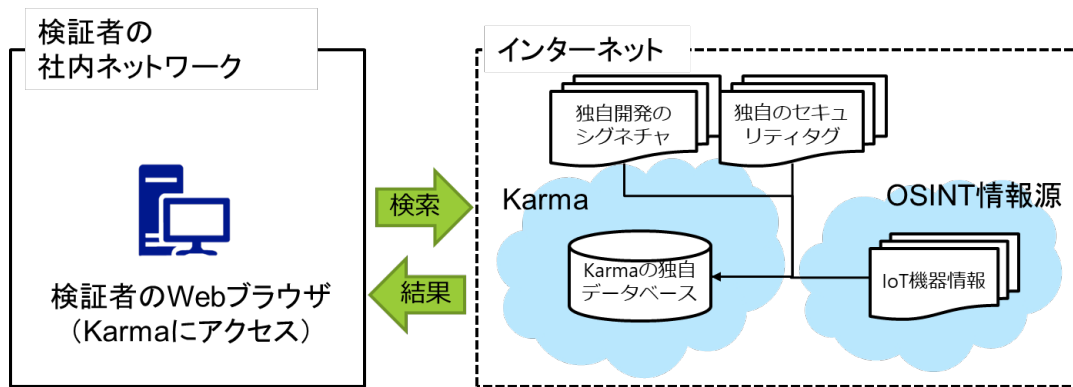 検証者の
社内ネットワーク
検証者のWebブラウザ
（Karmaにアクセス）
検索
結果
インターネット
独自開発の
シグネチャ
独自のセキュ
リティタグ
Karma
Karmaの独自
データベース
OSINT情報源
IoT機器情報